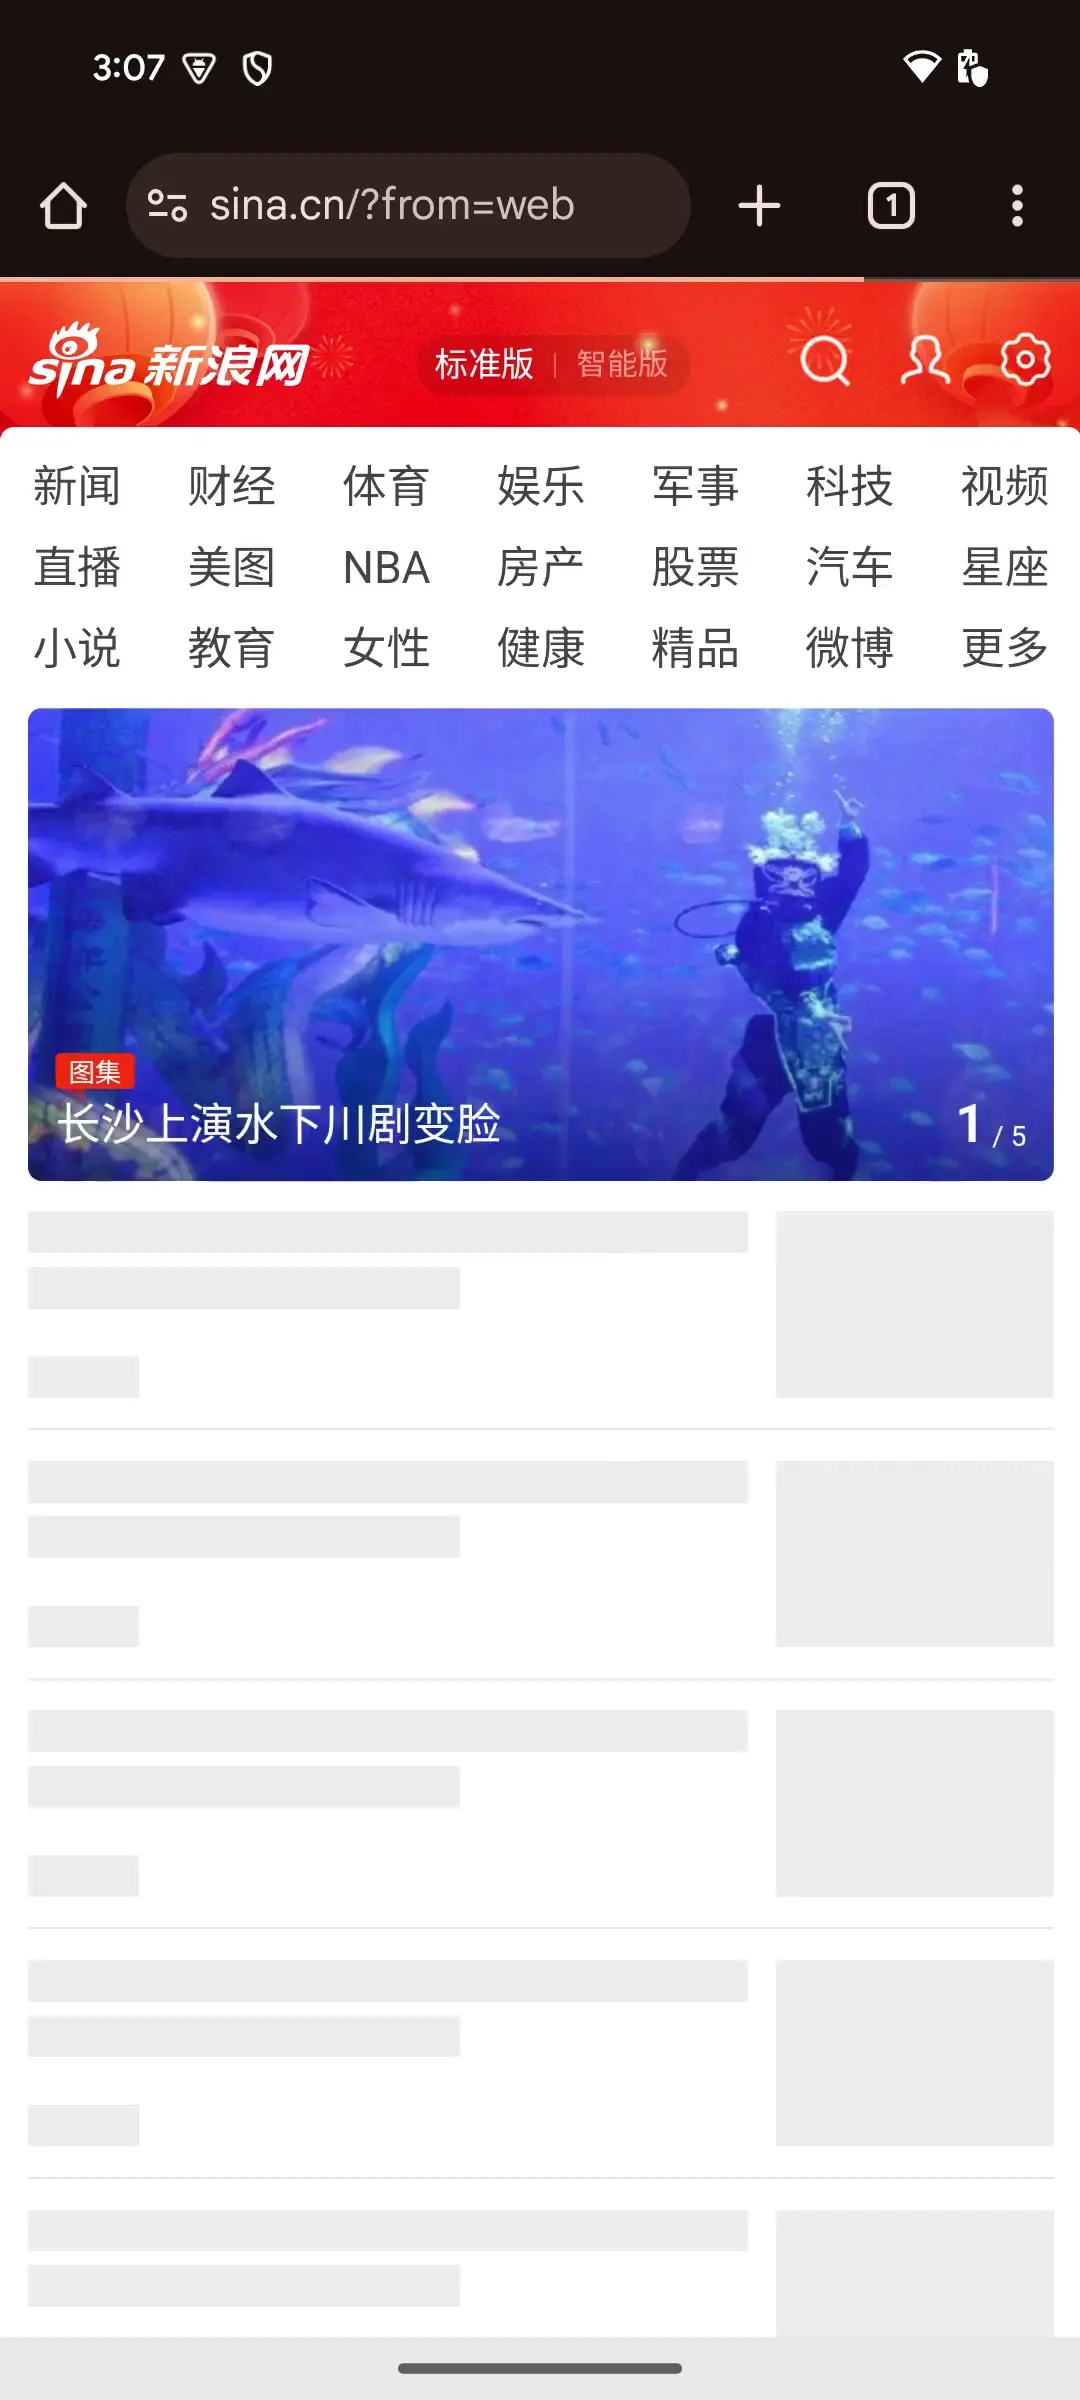 3:07
sina.cn/?from=web
1
sina 新浪网
标准版 | 智能版
新闻 财经 体育 娱乐 军事 科技 视频
直播 美图 NBA 房产 股票 汽车 星座
小说 教育 女性 健康 精品 微博 更多
图集
长沙上演水下川剧变脸
1 / 5